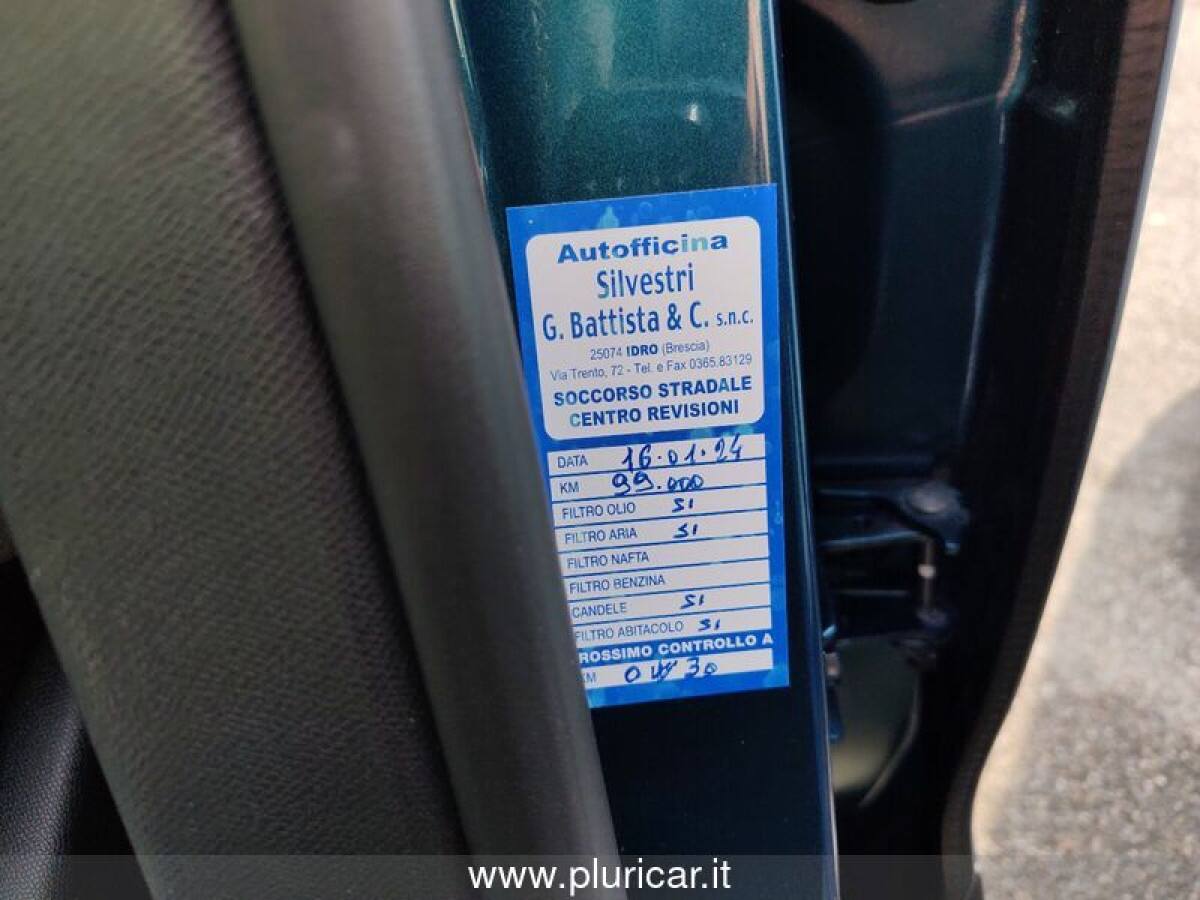 Autofficina
Silvestri
G. Battista & C. s.n.c.
25074 IDRO (Brescia)
Via Trento, 72 - Tel. e Fax 0365.83129
SOCCORSO STRADALE
CENTRO REVISIONI
DATA 16.01.24
KM 99.000
FILTRO OLIO SI
FILTRO ARIA SI
FILTRO NAFTA
FILTRO BENZINA
CANDELE SI
FILTRO ABITACOLO SI
ROSSIMO CONTROLLO A
KM 0W30
www.pluricar.it